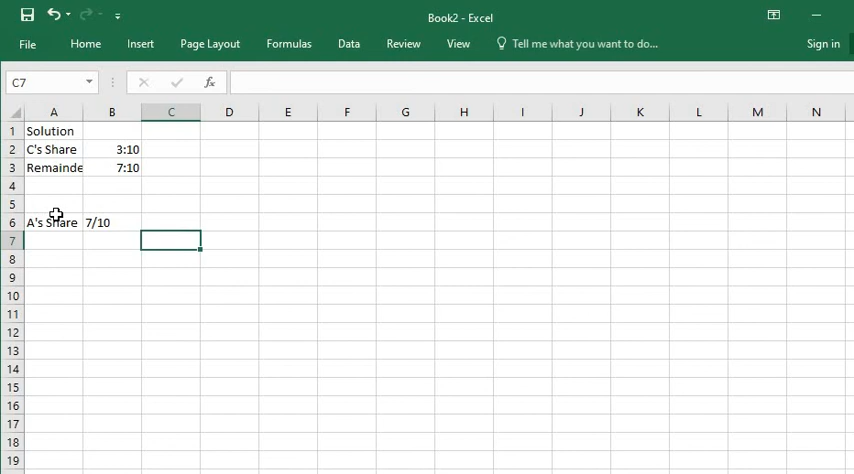 Book2 - Excel
File Home Insert Page Layout Formulas Data Review View Tell me what you want to do... Sign in
C7 fx
A B C D E F G H I J K L M N
1 Solution
2 C's Share 3:10
3 Remainde 7:10
4
5
6 A's Share 7/10
7
8
9
10
11
12
13
14
15
16
17
18
19